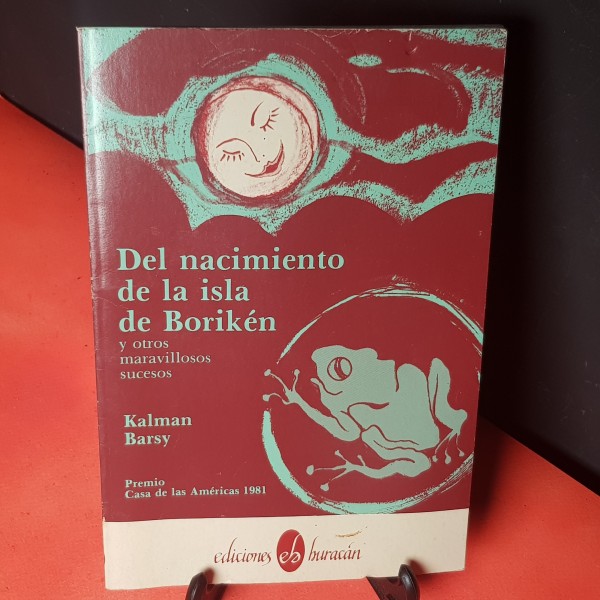 Del nacimiento
de la isla
de Borikén
y otros
maravillosos
sucesos
Kalman
Barsy
Premio
Casa de las Américas 1981
ediciones eh huracán